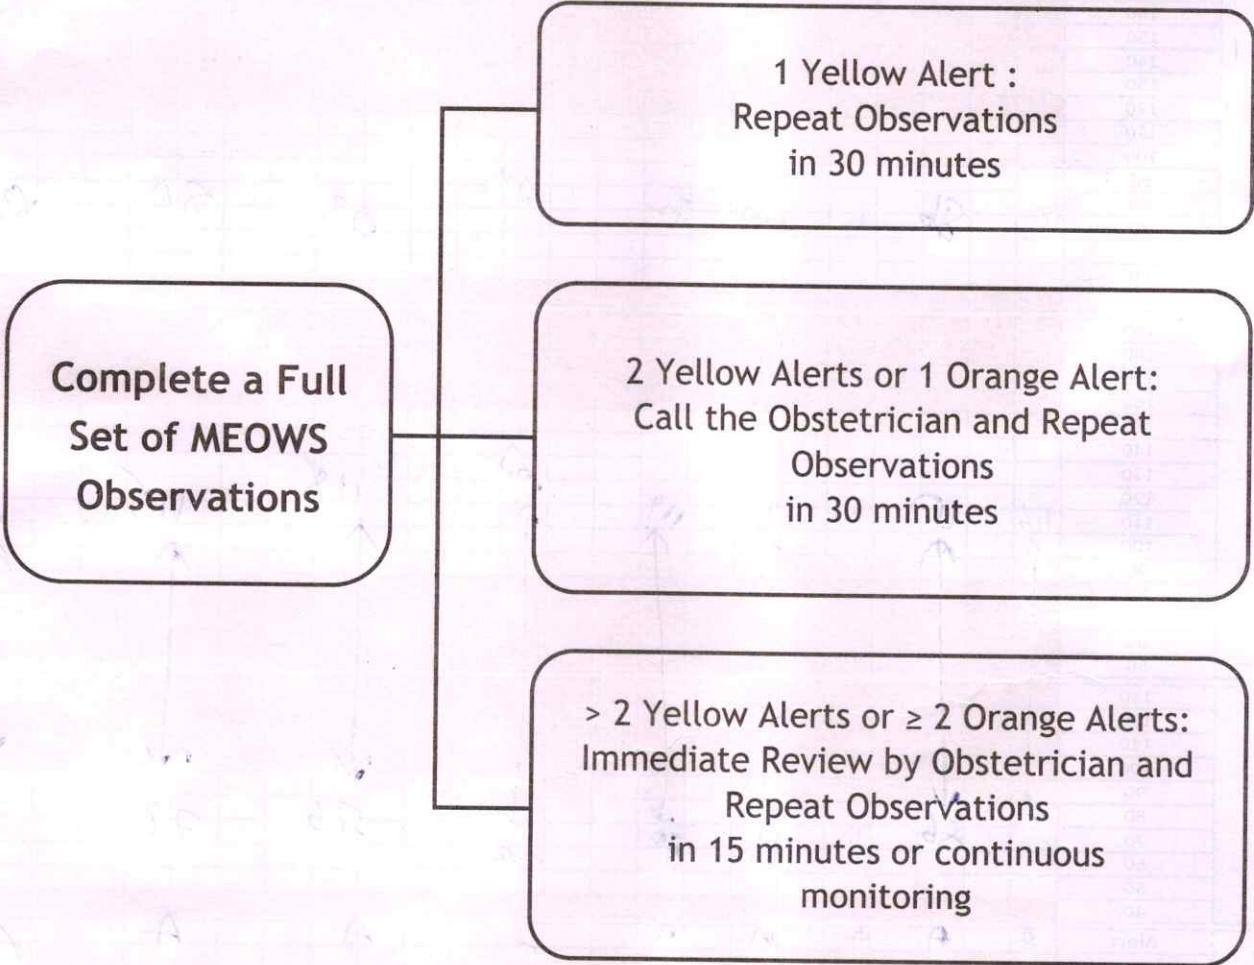 Complete a Full
Set of MEOWS
Observations
1 Yellow Alert :
Repeat Observations
in 30 minutes
2 Yellow Alerts or 1 Orange Alert:
Call the Obstetrician and Repeat
Observations
in 30 minutes
> 2 Yellow Alerts or ≥ 2 Orange Alerts:
Immediate Review by Obstetrician and
Repeat Observations
in 15 minutes or continuous
monitoring